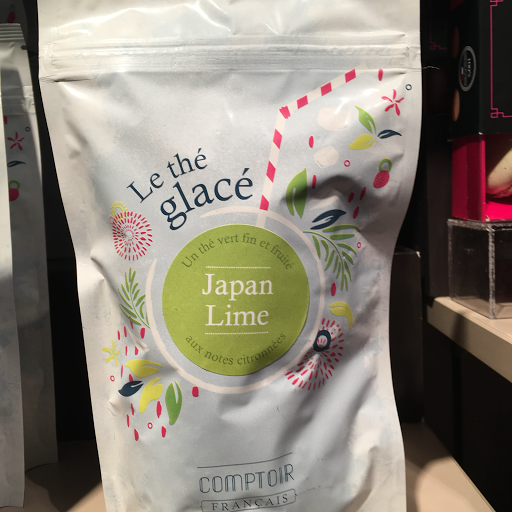 Le thé
glacé
Un thé vert fin et fruité
Japan
Lime
aux notes citronnées
COMPTOIR
FRANÇAIS